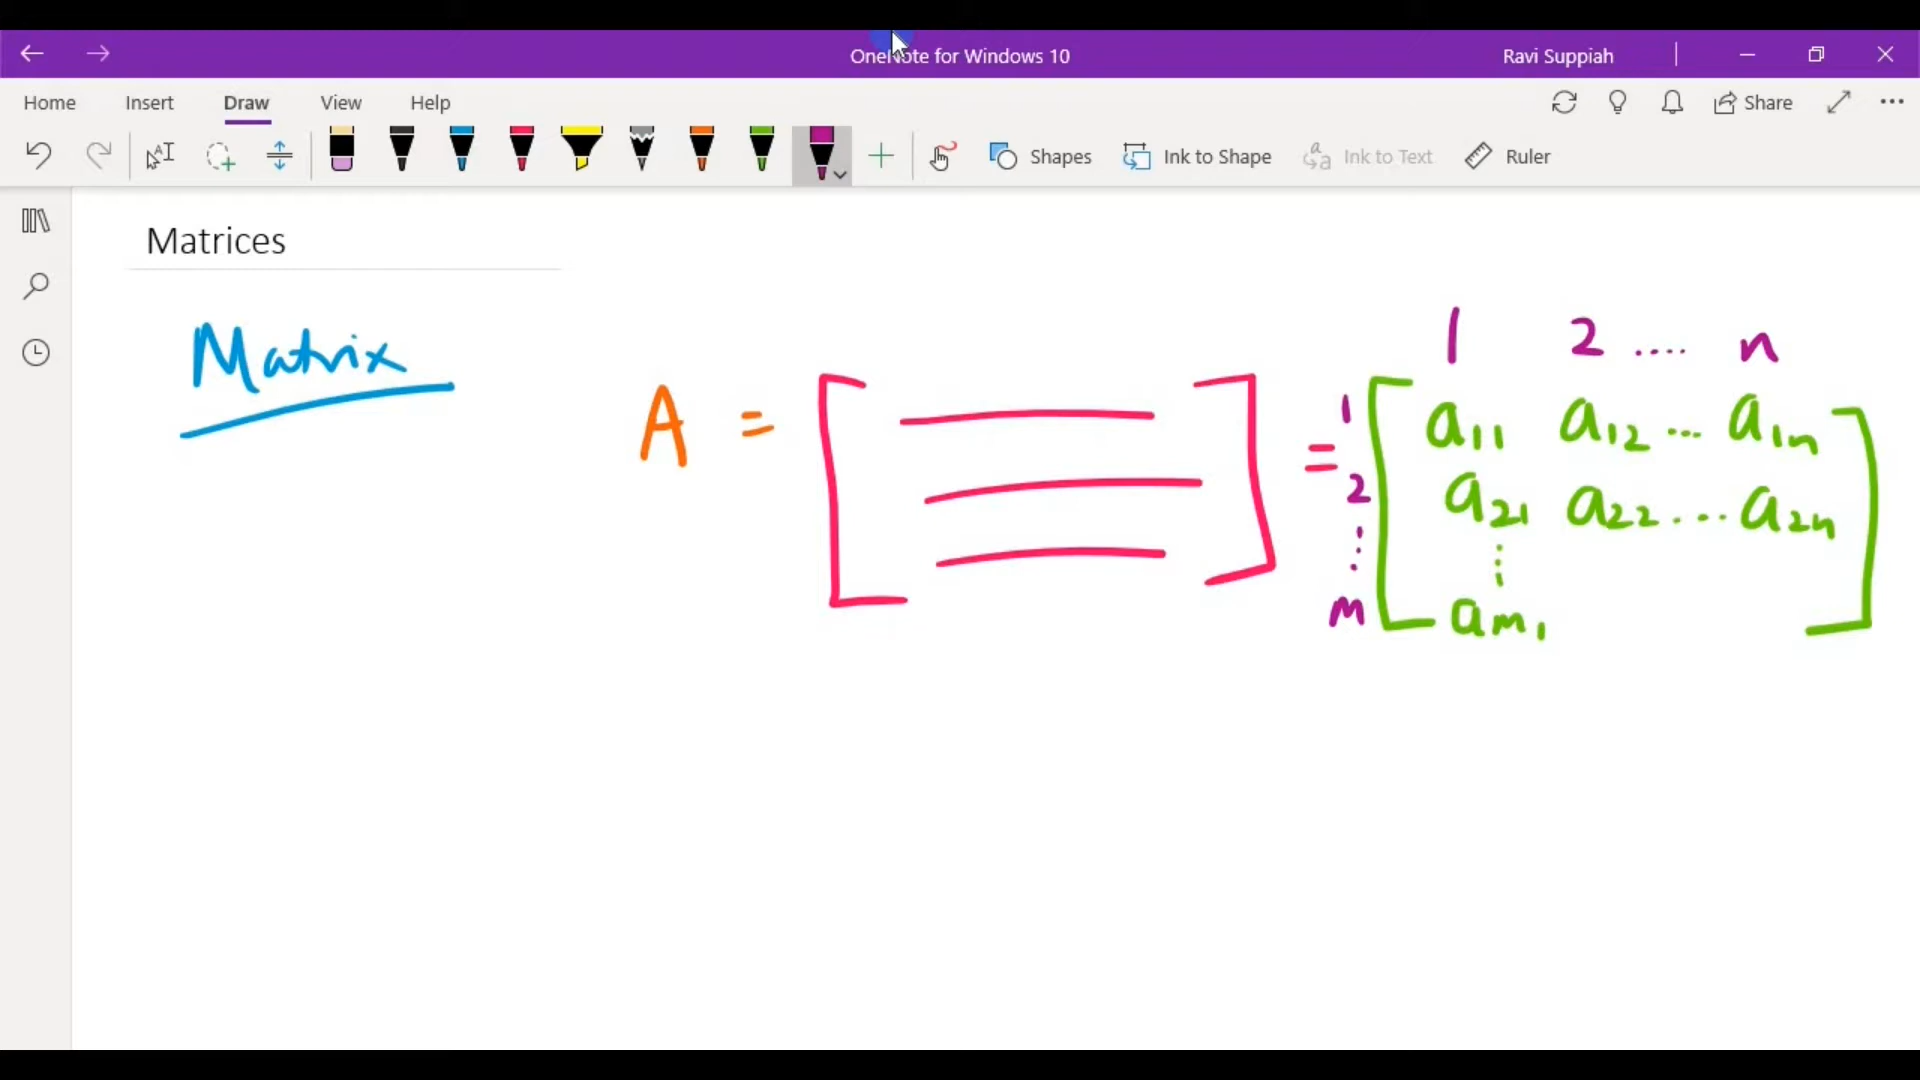 OneNote for Windows 10
Ravi Suppiah
Home Insert Draw View Help
Share
Shapes Ink to Shape Ink to Text Ruler
Matrices
Matrix
1 2 .... n
A = [ ] = 1 [ a11 a12 ... a1n ]
2 a21 a22 ... a2n
⋮ ⋮
m am1